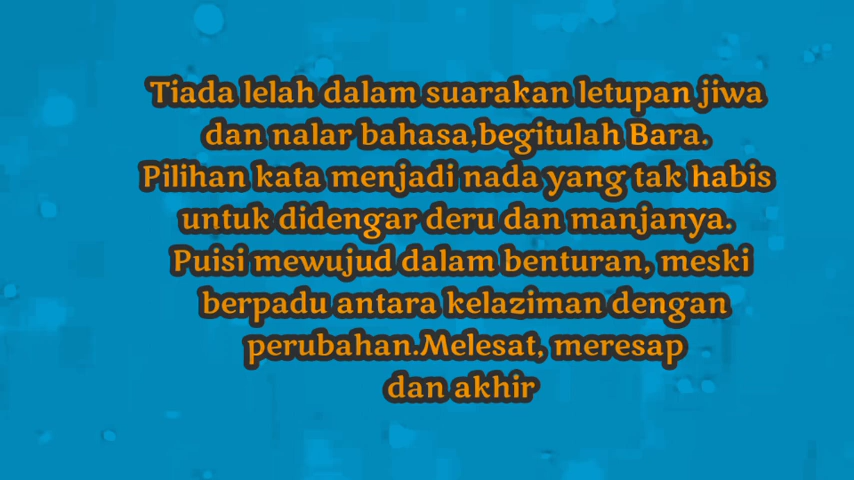 Tiada lelah dalam suarakan letupan jiwa
dan nalar bahasa,begitulah Bara.
Pilihan kata menjadi nada yang tak habis
untuk didengar deru dan manjanya.
Puisi mewujud dalam benturan, meski
berpadu antara kelaziman dengan
perubahan.Melesat, meresap
dan akhir